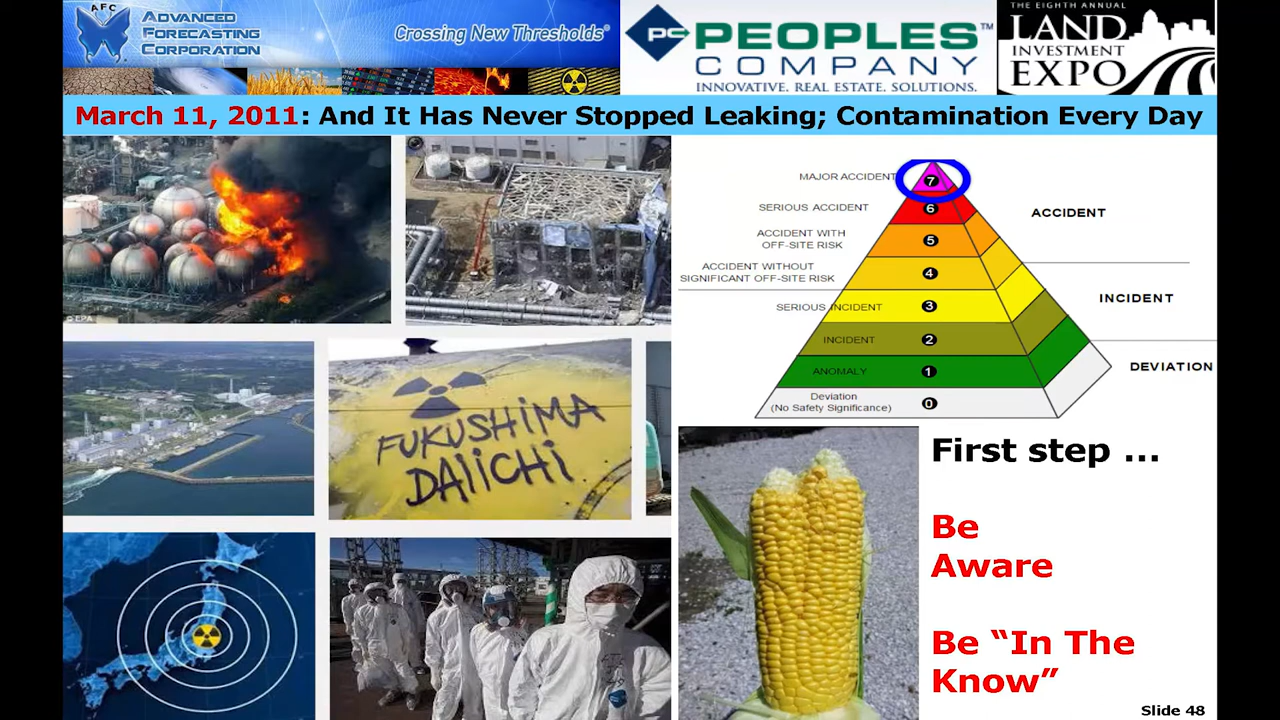 AFC
ADVANCED
FORECASTING
CORPORATION
Crossing New Thresholds®
PC PEOPLES™
COMPANY
INNOVATIVE. REAL ESTATE. SOLUTIONS.
THE EIGHTH ANNUAL
LAND
INVESTMENT
EXPO
March 11, 2011: And It Has Never Stopped Leaking; Contamination Every Day
© EPA
FUKUSHIMA
DAIICHI
MAJOR ACCIDENT 7
SERIOUS ACCIDENT 6
ACCIDENT
ACCIDENT WITH
OFF-SITE RISK 5
ACCIDENT WITHOUT
SIGNIFICANT OFF-SITE RISK 4
SERIOUS INCIDENT 3
INCIDENT
INCIDENT 2
ANOMALY 1
DEVIATION
Deviation
(No Safety Significance) 0
First step ...
Be
Aware
Be “In The
Know”
Slide 48